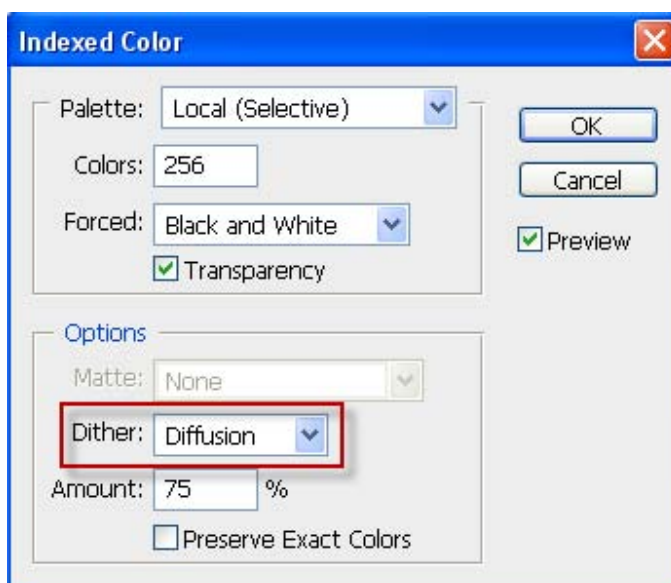 Indexed Color
Palette: Local (Selective)
Colors: 256
Forced: Black and White
Transparency
OK
Cancel
Preview
Options
Matte: None
Dither: Diffusion
Amount: 75 %
Preserve Exact Colors